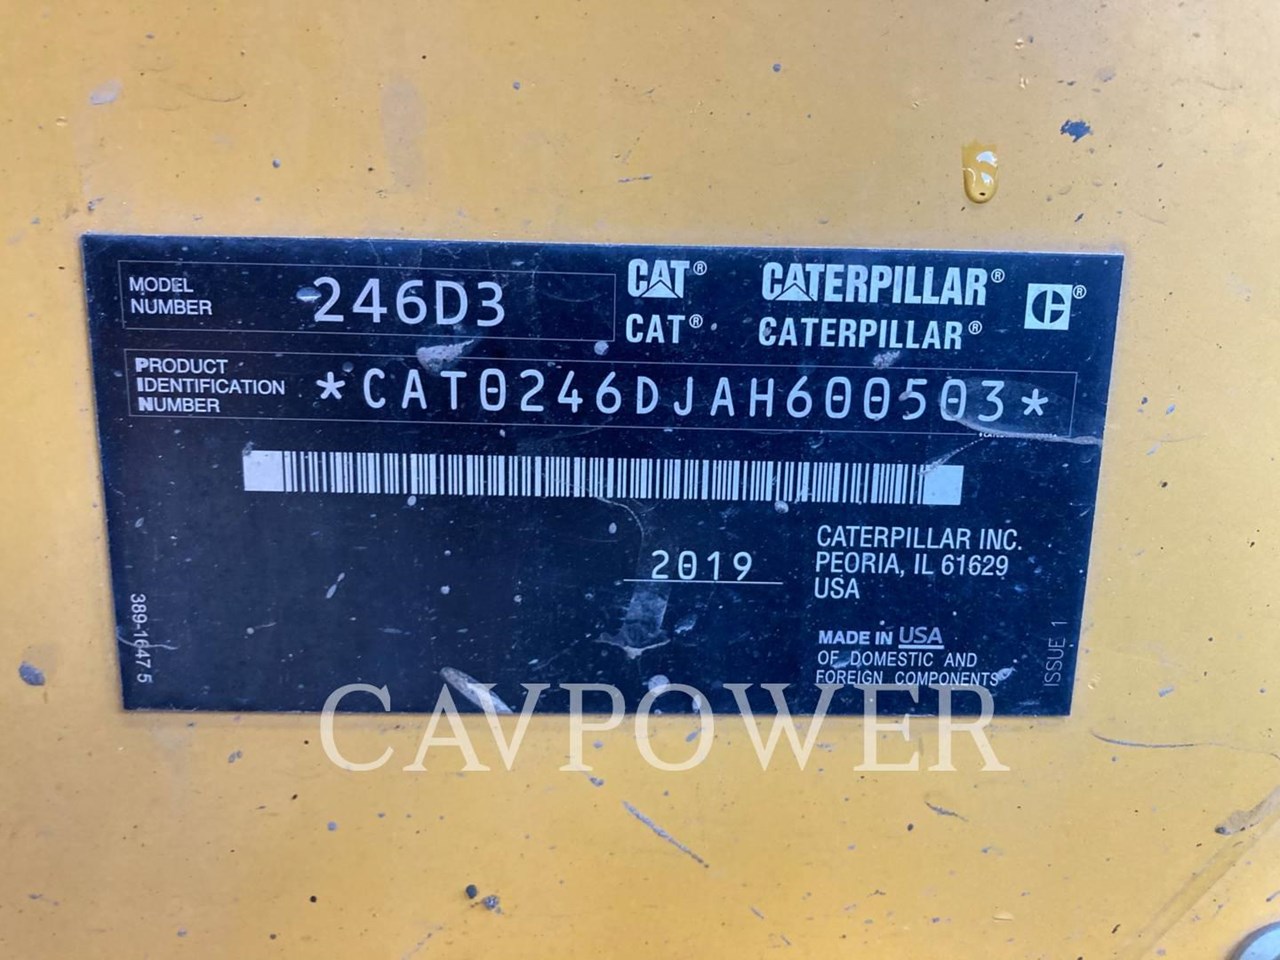 MODEL NUMBER 246D3
CAT® CATERPILLAR® ®
CAT® CATERPILLAR®
PRODUCT IDENTIFICATION NUMBER *CAT0246DJAH600503*
2019
CATERPILLAR INC.
PEORIA, IL 61629
USA
MADE IN USA
OF DOMESTIC AND
FOREIGN COMPONENTS
389-1647 5
ISSUE 1
CAVPOWER